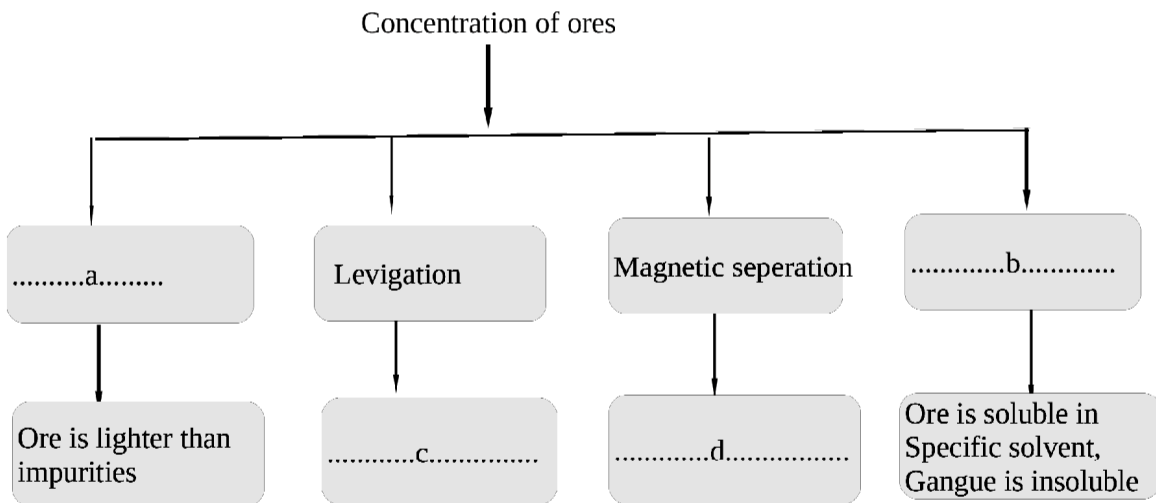 Concentration of ores
..........a.........
Levigation
Magnetic seperation
.............b.............
Ore is lighter than
impurities
............c...............
.............d.................
Ore is soluble in
Specific solvent,
Gangue is insoluble